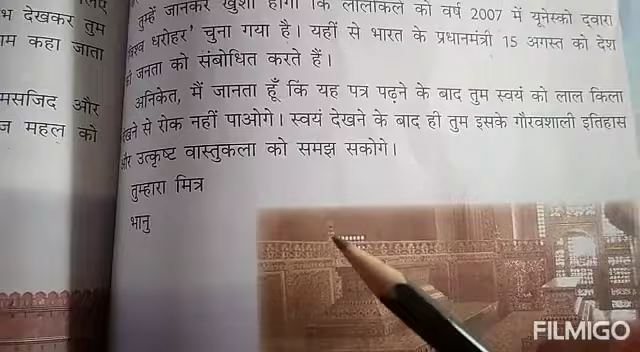 भ देखकर तुम
म कहा जाता
मसजिद और
ज महल को
तुम्हें जानकर खुशी होगी कि लालकिले को वर्ष 2007 में यूनेस्को द्वारा
विश्व धरोहर' चुना गया है। यहीं से भारत के प्रधानमंत्री 15 अगस्त को देश
की जनता को संबोधित करते हैं।
अनिकेत, मैं जानता हूँ कि यह पत्र पढ़ने के बाद तुम स्वयं को लाल किला
देखने से रोक नहीं पाओगे। स्वयं देखने के बाद ही तुम इसके गौरवशाली इतिहास
और उत्कृष्ट वास्तुकला को समझ सकोगे।
तुम्हारा मित्र
भानु
FILMIGO